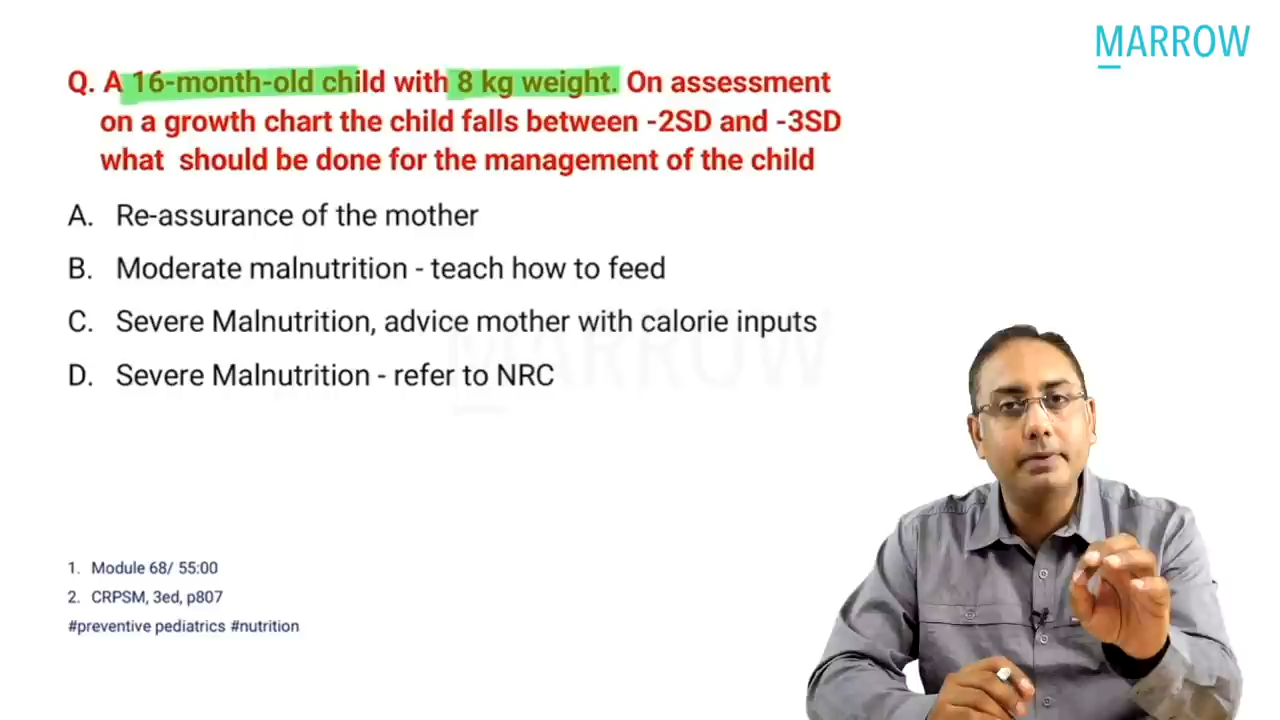 MARROW
Q. A 16-month-old child with 8 kg weight. On assessment
on a growth chart the child falls between -2SD and -3SD
what should be done for the management of the child
A. Re-assurance of the mother
B. Moderate malnutrition - teach how to feed
C. Severe Malnutrition, advice mother with calorie inputs
D. Severe Malnutrition - refer to NRC
MARROW
1. Module 68/ 55:00
2. CRPSM, 3ed, p807
#preventive pediatrics #nutrition